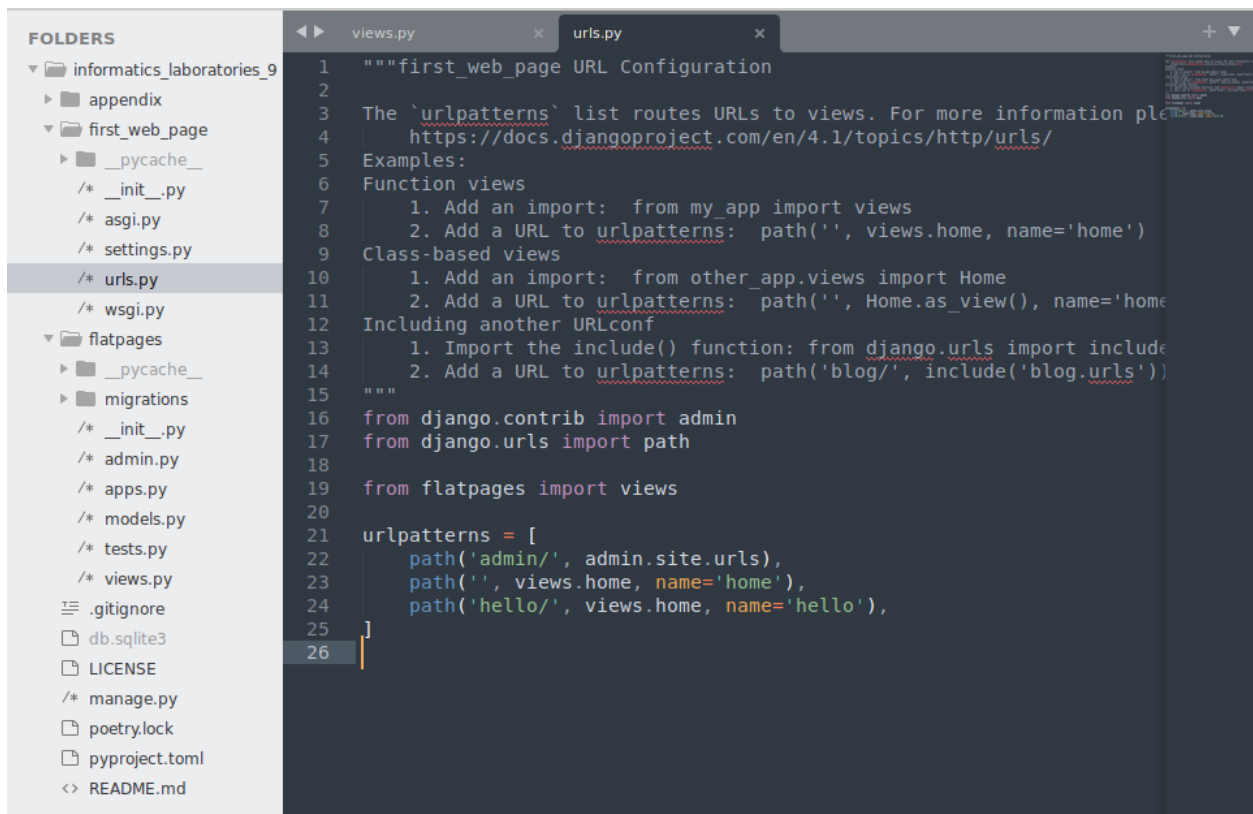 FOLDERS
informatics_laboratories_9
appendix
first_web_page
__pycache__
/* __init__.py
/* asgi.py
/* settings.py
/* urls.py
/* wsgi.py
flatpages
__pycache__
migrations
/* __init__.py
/* admin.py
/* apps.py
/* models.py
/* tests.py
/* views.py
.gitignore
db.sqlite3
LICENSE
/* manage.py
poetry.lock
pyproject.toml
<> README.md
views.py × urls.py × +
1 """first_web_page URL Configuration
2
3 The `urlpatterns` list routes URLs to views. For more information ple
4     https://docs.djangoproject.com/en/4.1/topics/http/urls/
5 Examples:
6 Function views
7     1. Add an import:  from my_app import views
8     2. Add a URL to urlpatterns:  path('', views.home, name='home')
9 Class-based views
10     1. Add an import:  from other_app.views import Home
11     2. Add a URL to urlpatterns:  path('', Home.as_view(), name='home
12 Including another URLconf
13     1. Import the include() function: from django.urls import include
14     2. Add a URL to urlpatterns:  path('blog/', include('blog.urls'))
15 """
16 from django.contrib import admin
17 from django.urls import path
18
19 from flatpages import views
20
21 urlpatterns = [
22     path('admin/', admin.site.urls),
23     path('', views.home, name='home'),
24     path('hello/', views.home, name='hello'),
25 ]
26